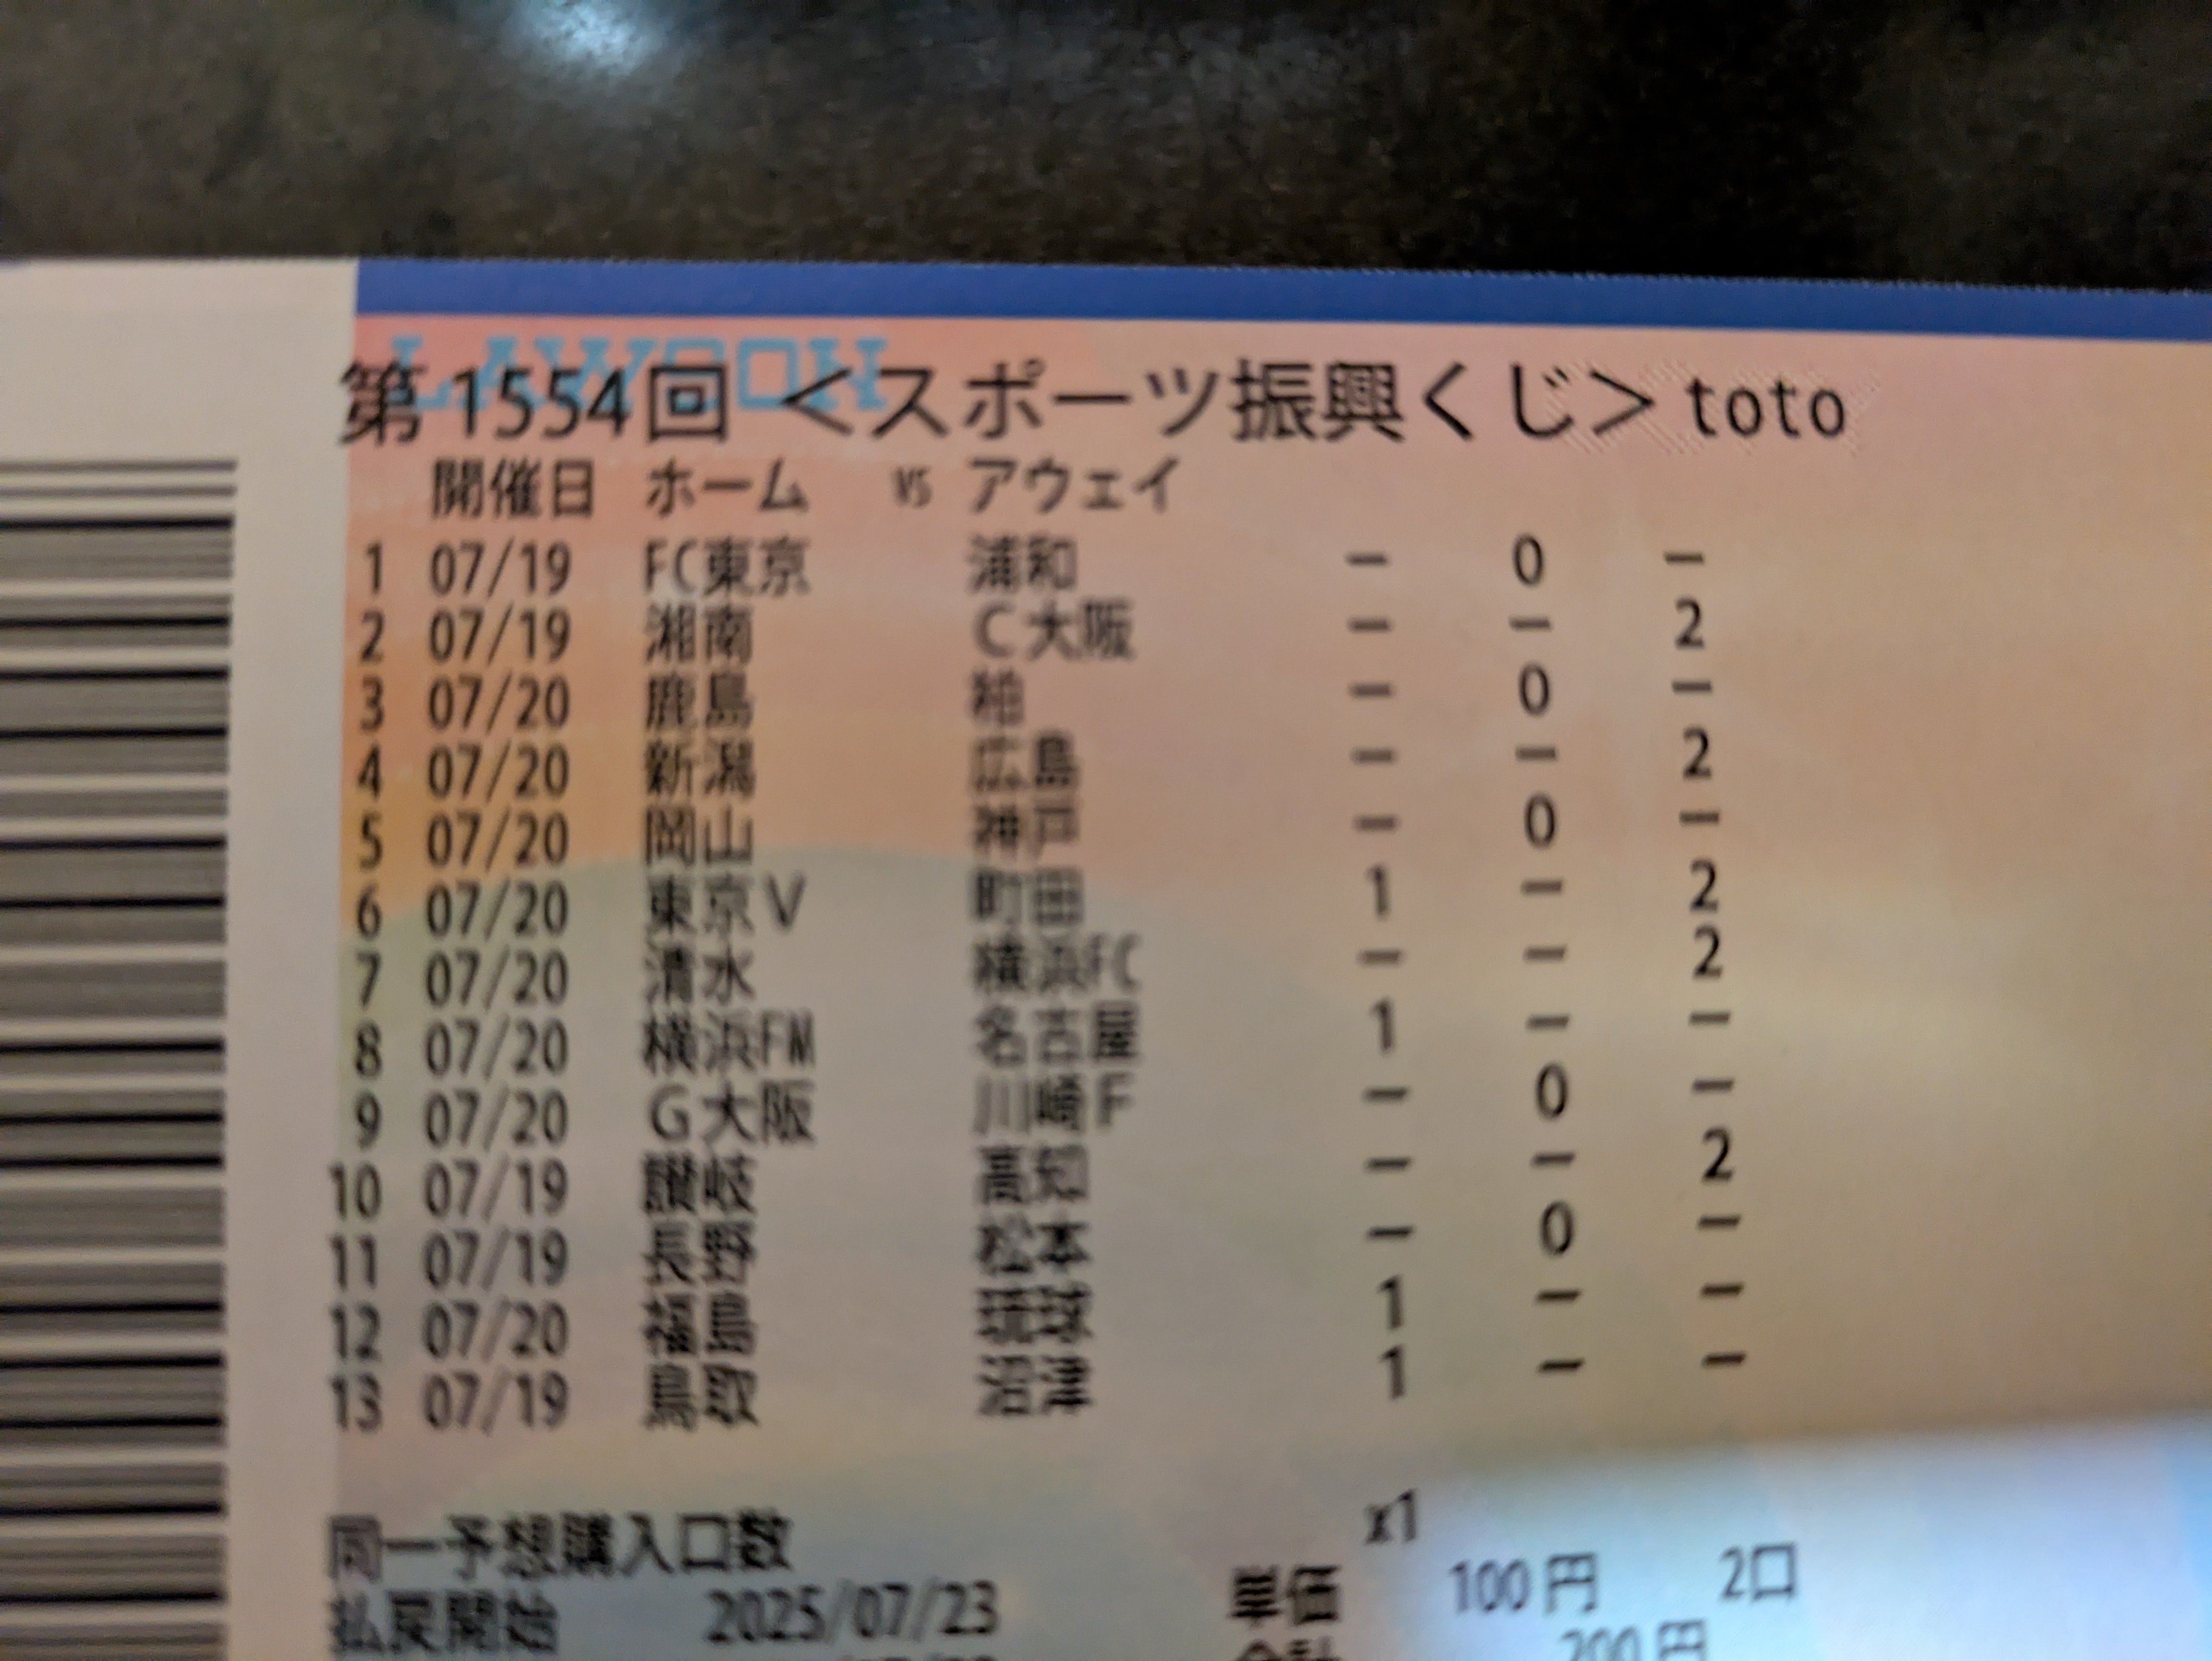 LAWSON
第1554回 <スポーツ振興くじ> toto
開催日 ホーム vs アウェイ
1 07/19 FC東京 浦和 - 0 -
2 07/19 湘南 C大阪 - - 2
3 07/20 鹿島 柏 - 0 -
4 07/20 新潟 広島 - - 2
5 07/20 岡山 神戸 - 0 -
6 07/20 東京V 町田 1 - 2
7 07/20 清水 横浜FC - - 2
8 07/20 横浜FM 名古屋 1 - -
9 07/20 G大阪 川崎F - 0 -
10 07/19 讃岐 高知 - - 2
11 07/19 長野 松本 - 0 -
12 07/20 福島 琉球 1 - -
13 07/19 鳥取 沼津 1 - -
同一予想購入口数 x1
払戻開始 2025/07/23 単価 100円 2口
合計 200円